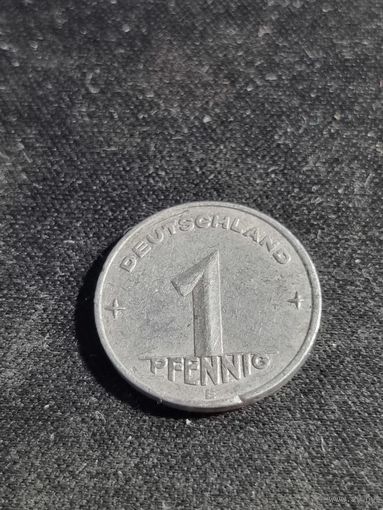 DEUTSCHLAND
1
PFENNIG